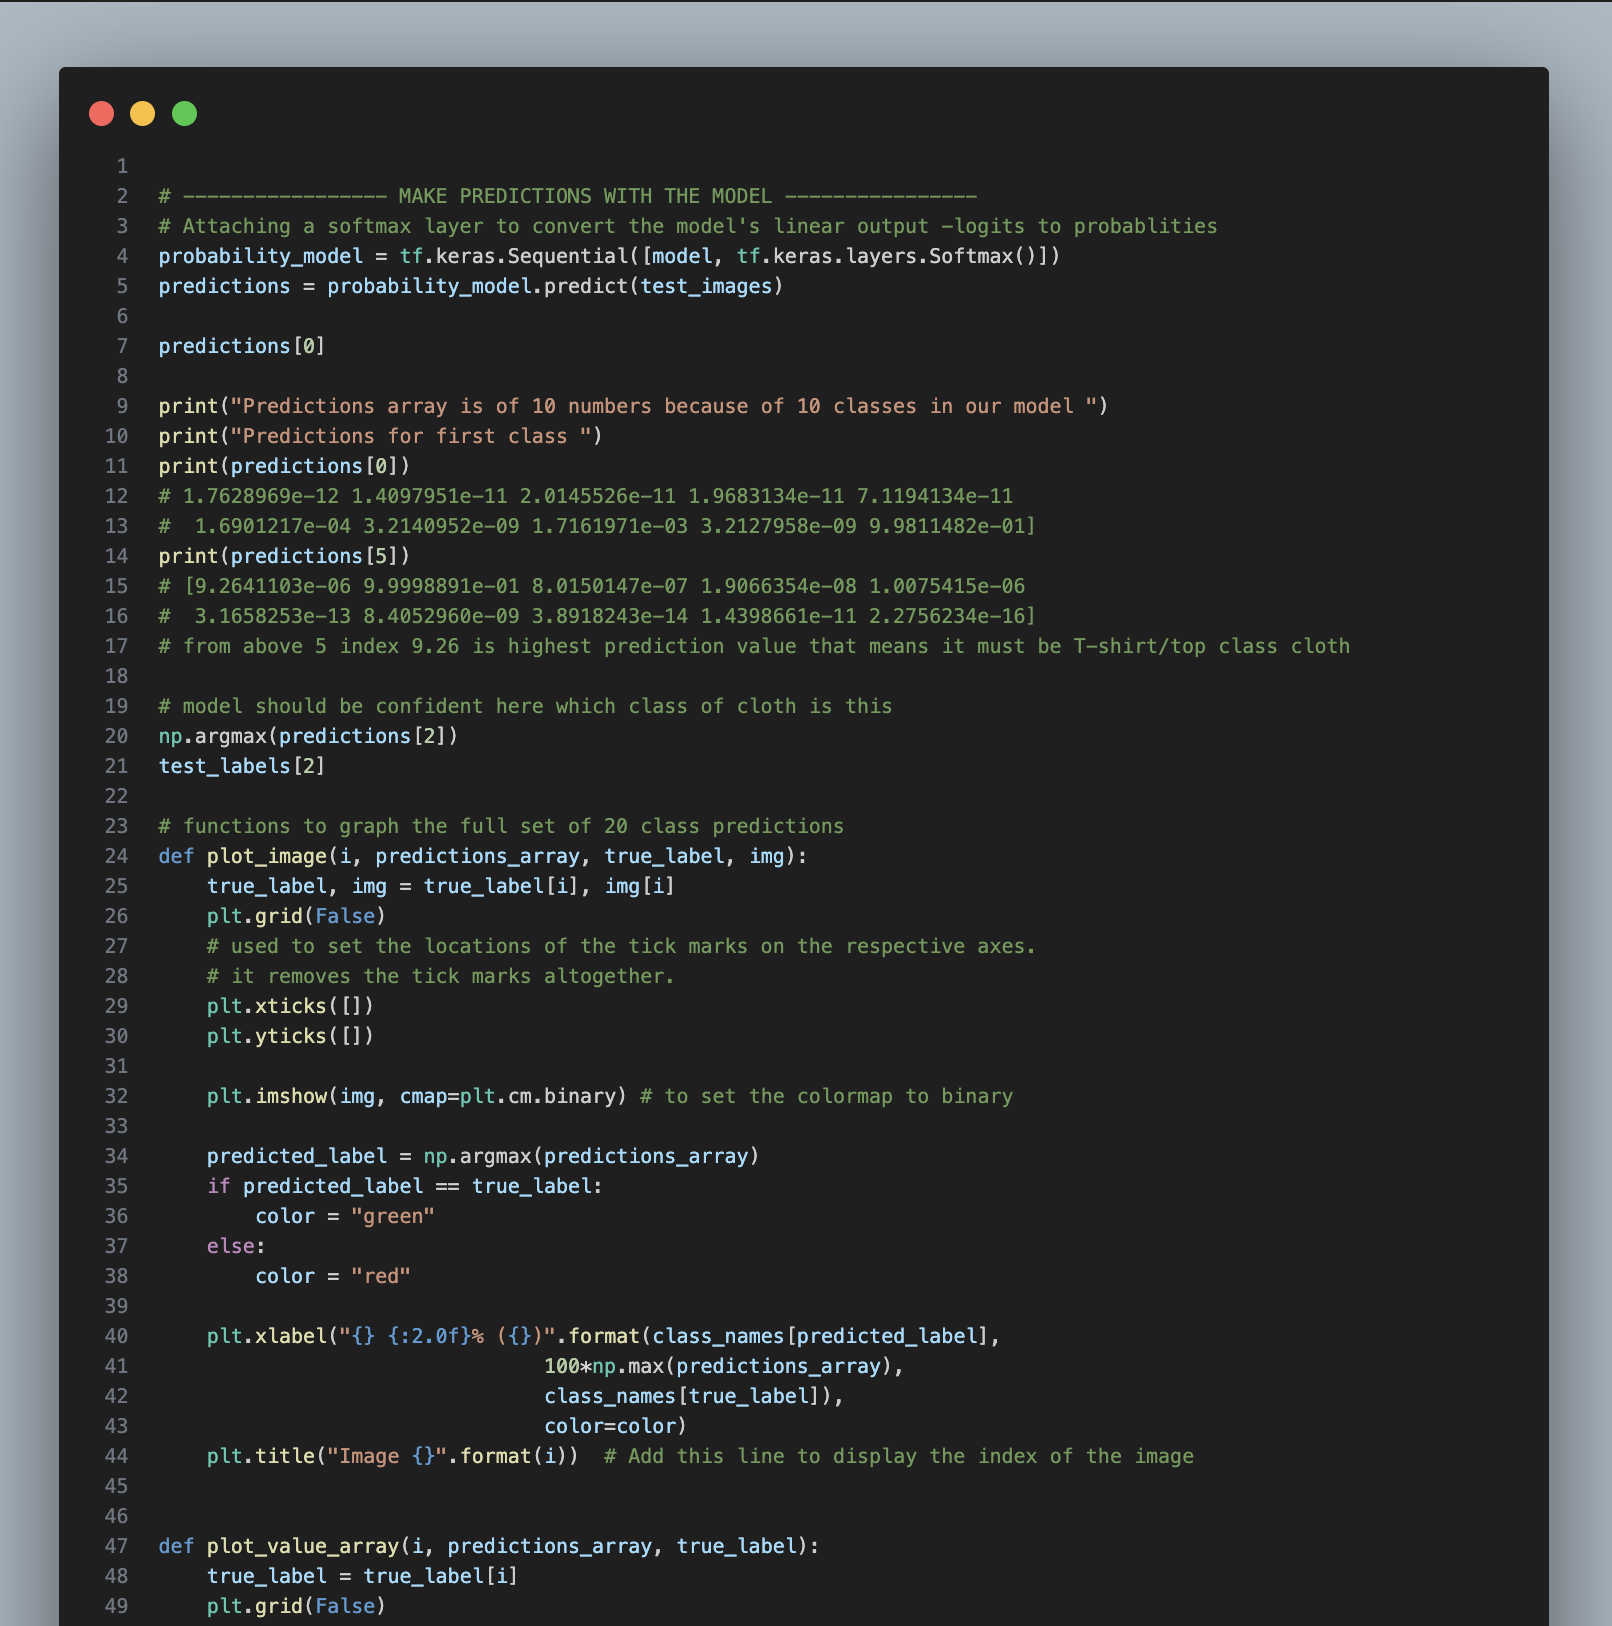 1
2 # ----------------- MAKE PREDICTIONS WITH THE MODEL ----------------
3 # Attaching a softmax layer to convert the model's linear output -logits to probablities
4 probability_model = tf.keras.Sequential([model, tf.keras.layers.Softmax()])
5 predictions = probability_model.predict(test_images)
6
7 predictions[0]
8
9 print("Predictions array is of 10 numbers because of 10 classes in our model ")
10 print("Predictions for first class ")
11 print(predictions[0])
12 # 1.7628969e-12 1.4097951e-11 2.0145526e-11 1.9683134e-11 7.1194134e-11
13 #  1.6901217e-04 3.2140952e-09 1.7161971e-03 3.2127958e-09 9.9811482e-01]
14 print(predictions[5])
15 # [9.2641103e-06 9.9998891e-01 8.0150147e-07 1.9066354e-08 1.0075415e-06
16 #  3.1658253e-13 8.4052960e-09 3.8918243e-14 1.4398661e-11 2.2756234e-16]
17 # from above 5 index 9.26 is highest prediction value that means it must be T-shirt/top class cloth
18
19 # model should be confident here which class of cloth is this
20 np.argmax(predictions[2])
21 test_labels[2]
22
23 # functions to graph the full set of 20 class predictions
24 def plot_image(i, predictions_array, true_label, img):
25     true_label, img = true_label[i], img[i]
26     plt.grid(False)
27     # used to set the locations of the tick marks on the respective axes.
28     # it removes the tick marks altogether.
29     plt.xticks([])
30     plt.yticks([])
31
32     plt.imshow(img, cmap=plt.cm.binary) # to set the colormap to binary
33
34     predicted_label = np.argmax(predictions_array)
35     if predicted_label == true_label:
36         color = "green"
37     else:
38         color = "red"
39
40     plt.xlabel("{} {:2.0f}% ({})".format(class_names[predicted_label],
41                                 100*np.max(predictions_array),
42                                 class_names[true_label]),
43                                 color=color)
44     plt.title("Image {}".format(i))  # Add this line to display the index of the image
45
46
47 def plot_value_array(i, predictions_array, true_label):
48     true_label = true_label[i]
49     plt.grid(False)